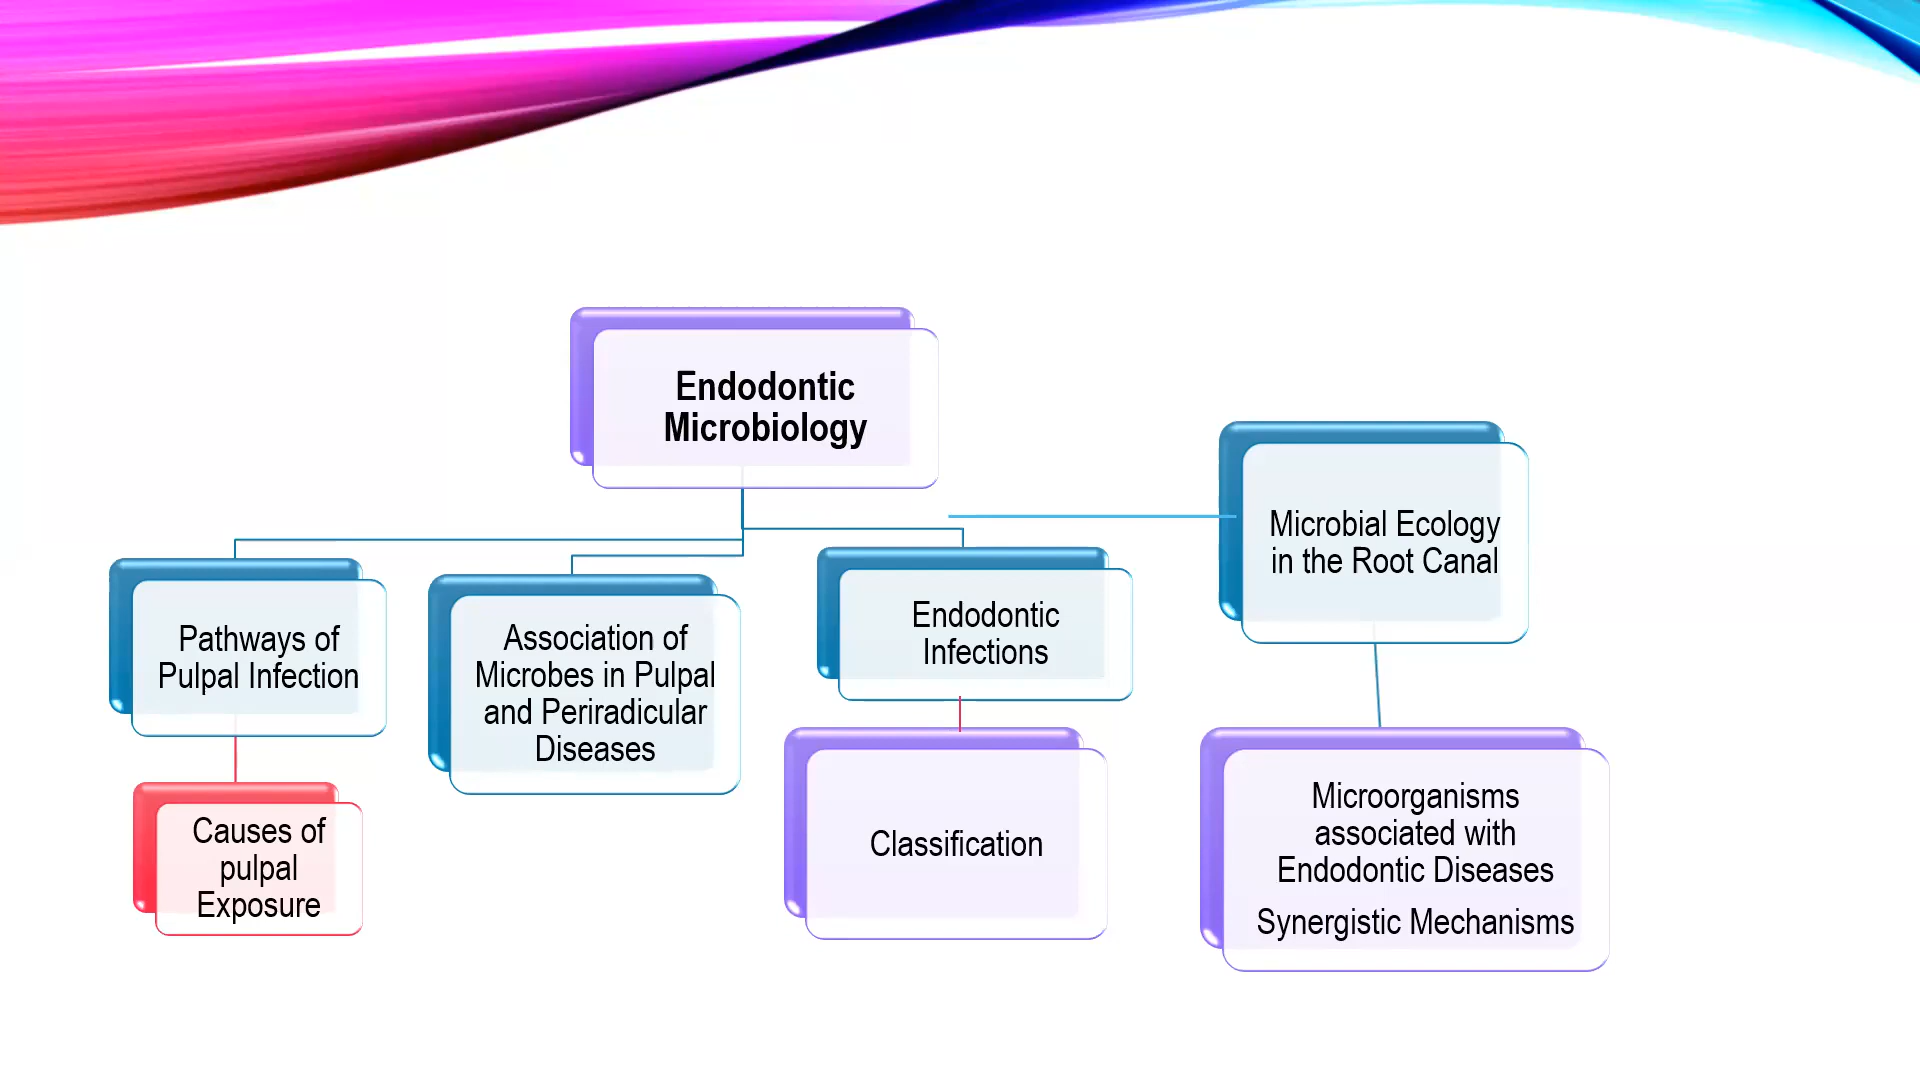 Endodontic
Microbiology
Microbial Ecology
in the Root Canal
Pathways of
Pulpal Infection
Association of
Microbes in Pulpal
and Periradicular
Diseases
Endodontic
Infections
Causes of
pulpal
Exposure
Classification
Microorganisms
associated with
Endodontic Diseases
Synergistic Mechanisms